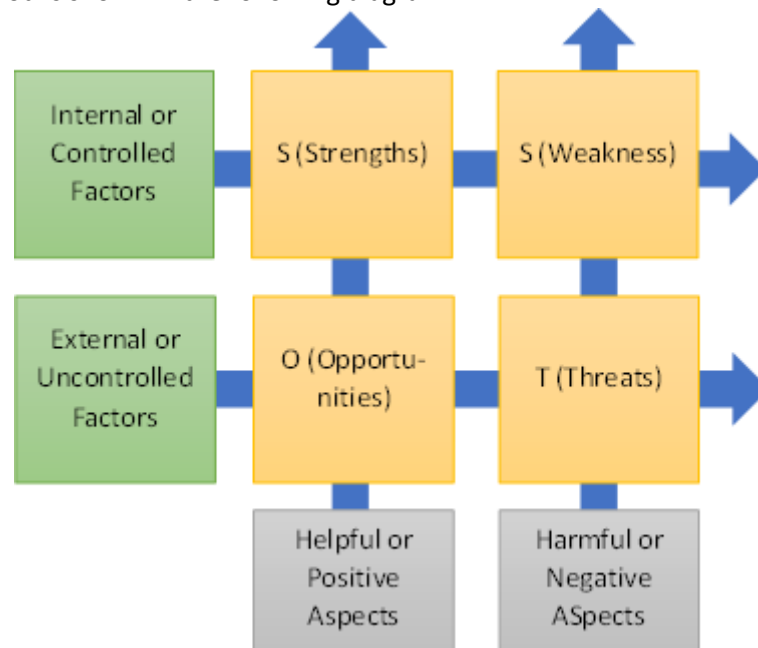 Internal or
Controlled
Factors
S (Strengths)
S (Weakness)
External or
Uncontrolled
Factors
O (Opportu-
nities)
T (Threats)
Helpful or
Positive
Aspects
Harmful or
Negative
ASpects